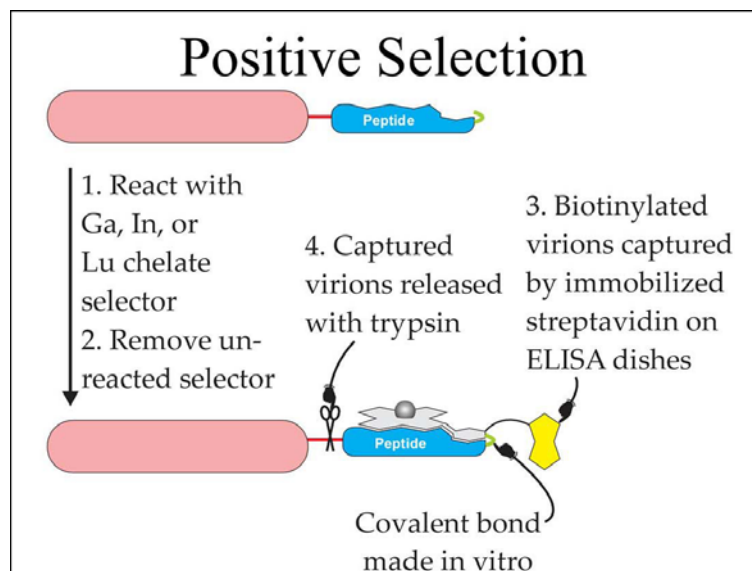 Positive Selection
Peptide
1. React with
Ga, In, or
Lu chelate
selector
2. Remove un-
reacted selector
4. Captured
virions released
with trypsin
3. Biotinylated
virions captured
by immobilized
streptavidin on
ELISA dishes
Peptide
Covalent bond
made in vitro